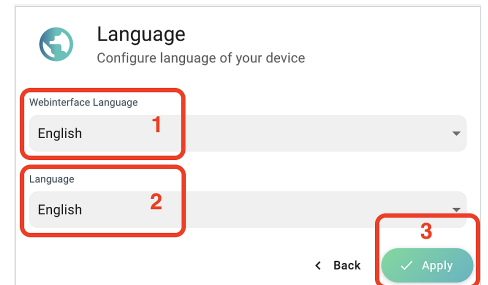 Language
Configure language of your device
Webinterface Language
English
1
Language
English
2
3
Back
Apply